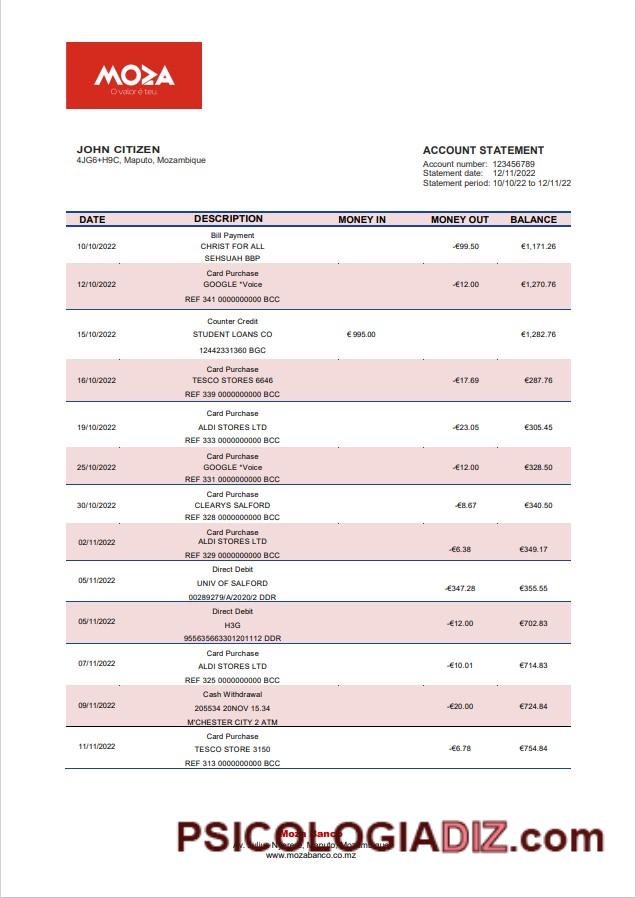 MOZA
O valor é teu.
JOHN CITIZEN
4JG6+H9C, Maputo, Mozambique
ACCOUNT STATEMENT
Account number: 123456789
Statement date: 12/11/2022
Statement period: 10/10/22 to 12/11/22
DATE DESCRIPTION MONEY IN MONEY OUT BALANCE
Bill Payment
10/10/2022 CHRIST FOR ALL -€99.50 €1,171.26
SEHSUAH BBP
Card Purchase
12/10/2022 GOOGLE *Voice -€12.00 €1,270.76
REF 341 0000000000 BCC
Counter Credit
15/10/2022 STUDENT LOANS CO € 995.00 €1,282.76
12442331360 BGC
Card Purchase
16/10/2022 TESCO STORES 6646 -€17.69 €287.76
REF 339 0000000000 BCC
Card Purchase
19/10/2022 ALDI STORES LTD -€23.05 €305.45
REF 333 0000000000 BCC
Card Purchase
25/10/2022 GOOGLE *Voice -€12.00 €328.50
REF 331 0000000000 BCC
Card Purchase
30/10/2022 CLEARYS SALFORD -€8.67 €340.50
REF 328 0000000000 BCC
Card Purchase
02/11/2022 ALDI STORES LTD -€6.38 €349.17
REF 329 0000000000 BCC
Direct Debit
05/11/2022 UNIV OF SALFORD -€347.28 €355.55
00289279/A/2020/2 DDR
Direct Debit
05/11/2022 H3G -€12.00 €702.83
955635663301201112 DDR
Card Purchase
07/11/2022 ALDI STORES LTD -€10.01 €714.83
REF 325 0000000000 BCC
Cash Withdrawal
09/11/2022 205534 20NOV 15.34 -€20.00 €724.84
M'CHESTER CITY 2 ATM
Card Purchase
11/11/2022 TESCO STORE 3150 -€6.78 €754.84
REF 313 0000000000 BCC
Moza Banco
PSICOLOGIADIZ.com
Av. Maputo, Mozambique
www.mozabanco.co.mz